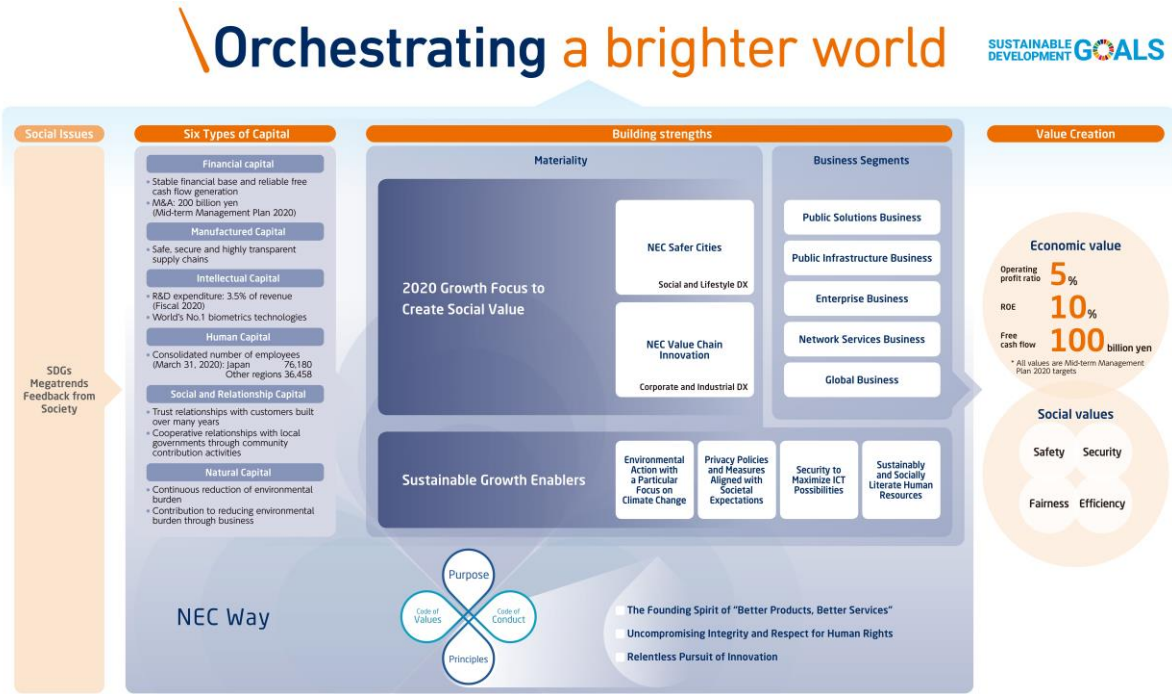 \Orchestrating a brighter world
SUSTAINABLE
DEVELOPMENT GOALS
Social Issues
SDGs
Megatrends
Feedback from
Society
Six Types of Capital
Financial capital
• Stable financial base and reliable free
cash flow generation
• M&A: 200 billion yen
(Mid-term Management Plan 2020)
Manufactured Capital
• Safe, secure and highly transparent
supply chains
Intellectual Capital
• R&D expenditure: 3.5% of revenue
(Fiscal 2020)
• World's No.1 biometrics technologies
Human Capital
• Consolidated number of employees
(March 31, 2020): Japan 76,180
Other regions 36,458
Social and Relationship Capital
• Trust relationships with customers built
over many years
• Cooperative relationships with local
governments through community
contribution activities
Natural Capital
• Continuous reduction of environmental
burden
• Contribution to reducing environmental
burden through business
Building strengths
Materiality
2020 Growth Focus to
Create Social Value
NEC Safer Cities
Social and Lifestyle DX
NEC Value Chain
Innovation
Corporate and Industrial DX
Business Segments
Public Solutions Business
Public Infrastructure Business
Enterprise Business
Network Services Business
Global Business
Sustainable Growth Enablers
Environmental
Action with
a Particular
Focus on
Climate Change
Privacy Policies
and Measures
Aligned with
Societal
Expectations
Security to
Maximize ICT
Possibilities
Sustainably
and Socially
Literate Human
Resources
Value Creation
Economic value
Operating
profit ratio 5%
ROE 10%
Free
cash flow 100 billion yen
* All values are Mid-term Management
Plan 2020 targets
Social values
Safety Security
Fairness Efficiency
NEC Way
Purpose
Code of
Values
Code of
Conduct
Principles
The Founding Spirit of "Better Products, Better Services"
Uncompromising Integrity and Respect for Human Rights
Relentless Pursuit of Innovation